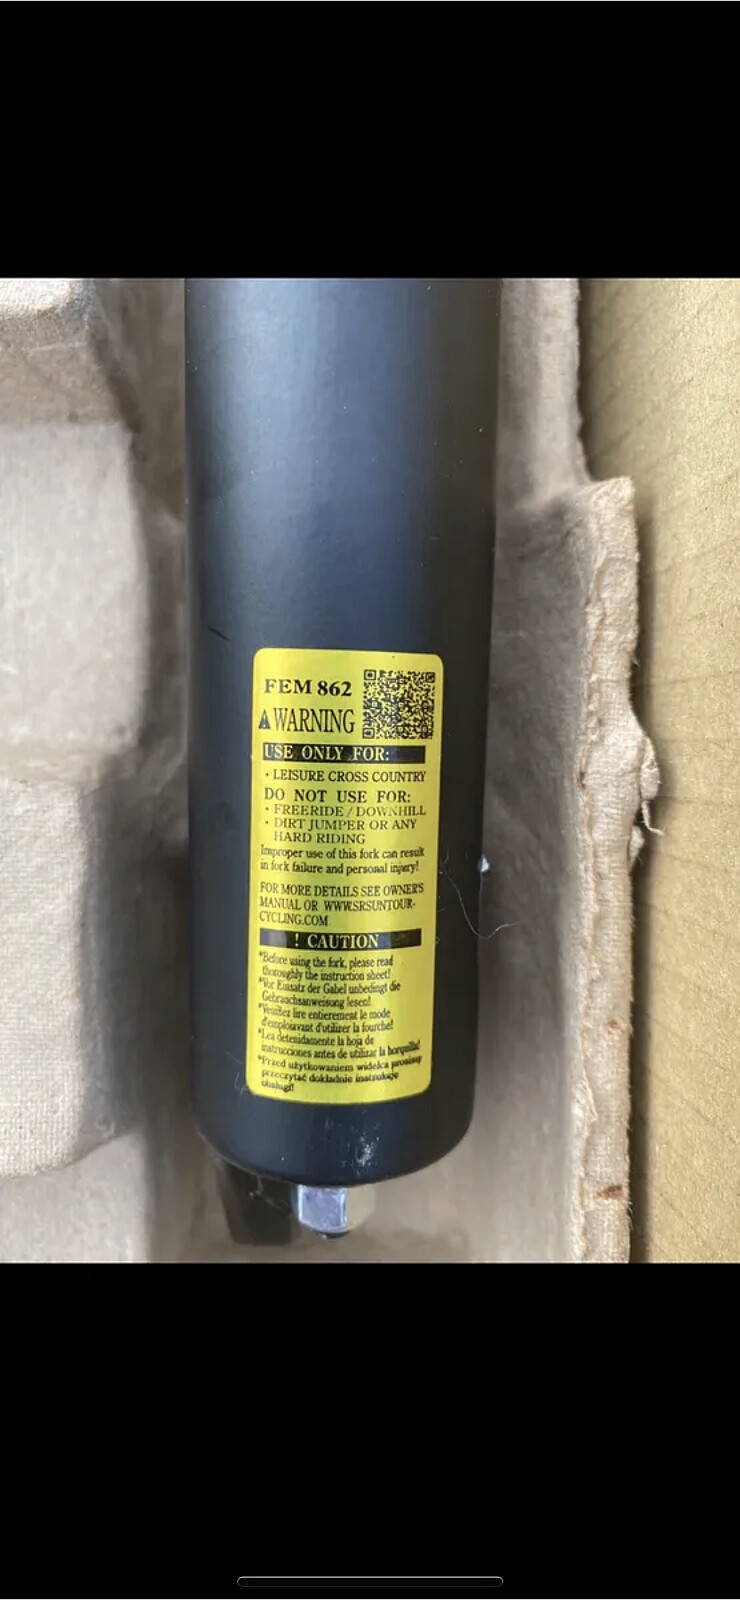 FEM 862
WARNING
USE ONLY FOR:
· LEISURE CROSS COUNTRY
DO NOT USE FOR:
· FREERIDE / DOWNHILL
· DIRT JUMPER OR ANY
HARD RIDING
Improper use of this fork can result
in fork failure and personal injury!
FOR MORE DETAILS SEE OWNER'S
MANUAL OR WWW.SRSUNTOUR-
CYCLING.COM
! CAUTION
*Before using the fork, please read
thoroughly the instruction sheet!
*Vor Einsatz der Gabel unbedingt die
Gebrauchsanweisung lesen!
*Veuillez lire entierement le mode
d'emploiavant d'utilizer la fourche!
*Lea detenidamente la hoja de
instrucciones antes de utilizar la horquilla!
*Przed użytkowaniem widelca prosimy
przeczytać dokładnie instrukcję
obsługi!